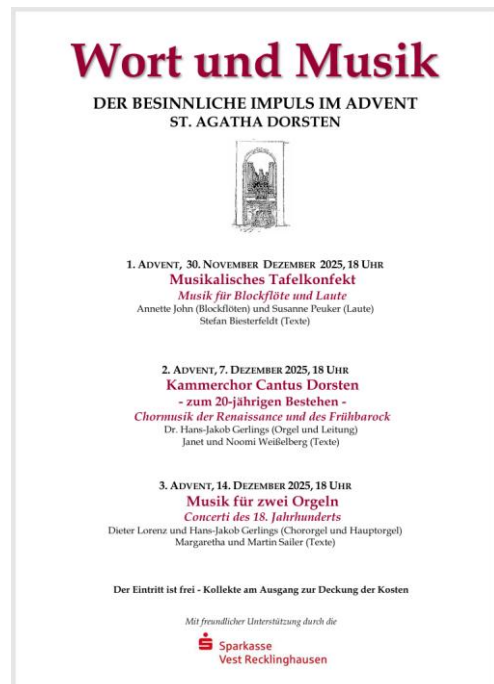 Wort und Musik
DER BESINNLICHE IMPULS IM ADVENT
ST. AGATHA DORSTEN
1. ADVENT, 30. NOVEMBER DEZEMBER 2025, 18 UHR
Musikalisches Tafelkonfekt
Musik für Blockflöte und Laute
Annette John (Blockflöten) und Susanne Peuker (Laute)
Stefan Biesterfeldt (Texte)
2. ADVENT, 7. DEZEMBER 2025, 18 UHR
Kammerchor Cantus Dorsten
- zum 20-jährigen Bestehen -
Chormusik der Renaissance und des Frühbarock
Dr. Hans-Jakob Gerlings (Orgel und Leitung)
Janet und Noomi Weißelberg (Texte)
3. ADVENT, 14. DEZEMBER 2025, 18 UHR
Musik für zwei Orgeln
Concerti des 18. Jahrhunderts
Dieter Lorenz und Hans-Jakob Gerlings (Chororgel und Hauptorgel)
Margaretha und Martin Sailer (Texte)
Der Eintritt ist frei - Kollekte am Ausgang zur Deckung der Kosten
Mit freundlicher Unterstützung durch die
Sparkasse
Vest Recklinghausen